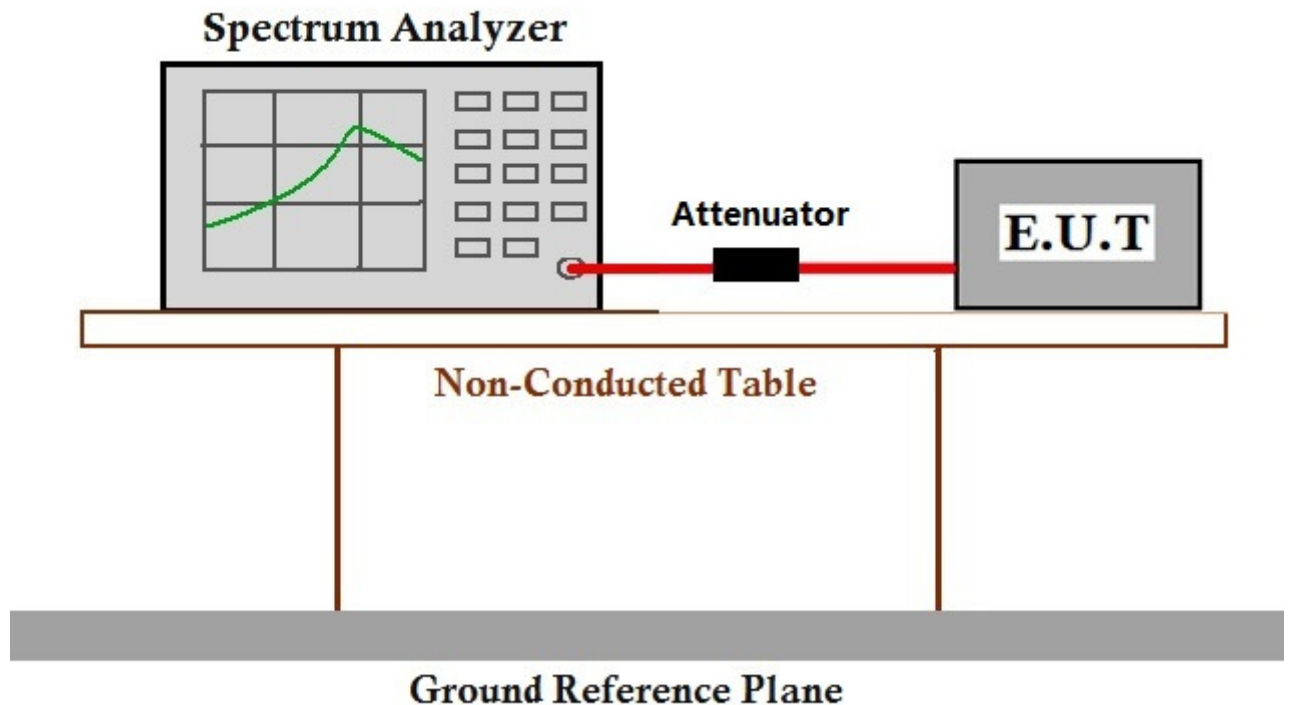 Spectrum Analyzer
Attenuator
E.U.T
Non-Conducted Table
Ground Reference Plane